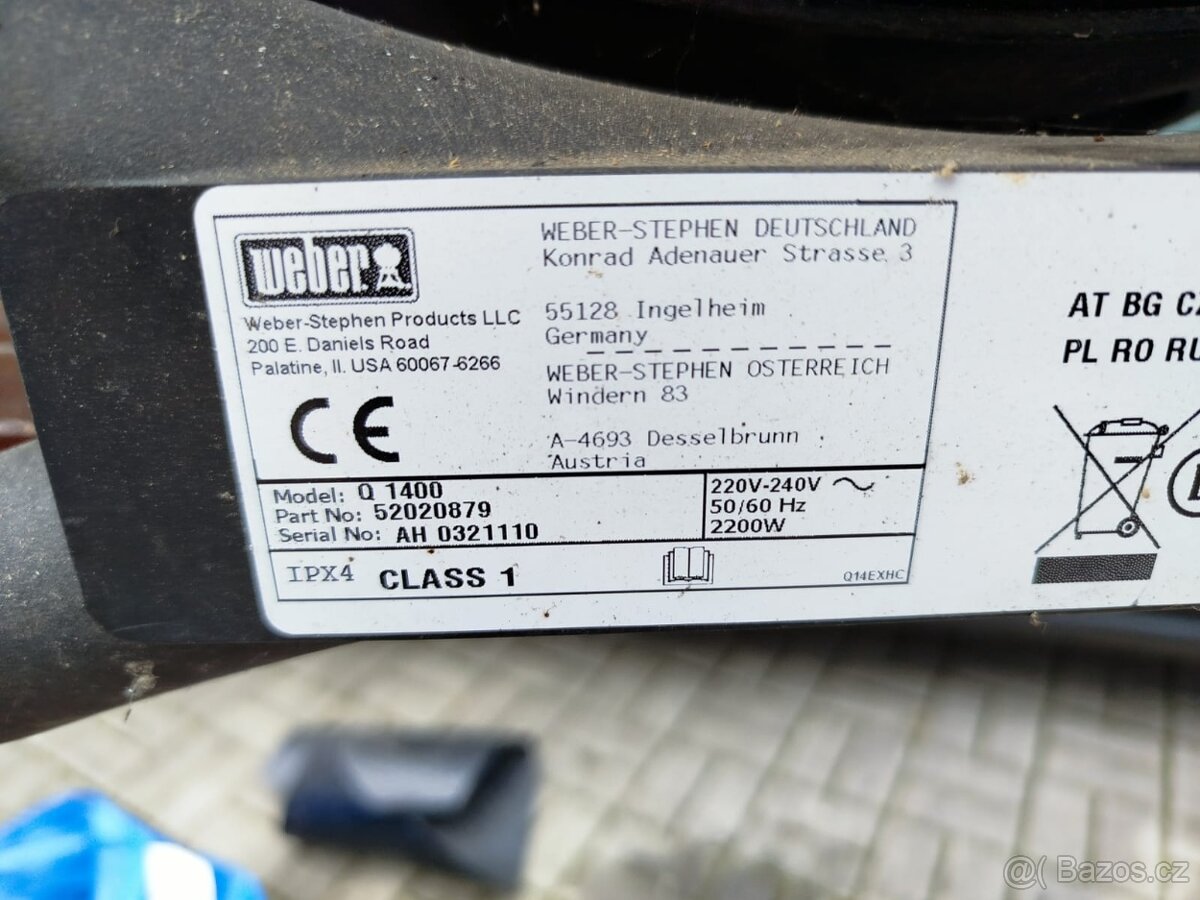 weber
Weber-Stephen Products LLC
200 E. Daniels Road
Palatine, Il. USA 60067-6266
CE
WEBER-STEPHEN DEUTSCHLAND
Konrad Adenauer Strasse 3
55128 Ingelheim
Germany
WEBER-STEPHEN OSTERREICH
Windern 83
A-4693 Desselbrunn
Austria
Model: Q 1400
Part No: 52020879
Serial No: AH 0321110
220V-240V
50/60 Hz
2200W
IPX4 CLASS 1
Q14EXHC
AT BG
PL RO RU
@( Bazos.cz